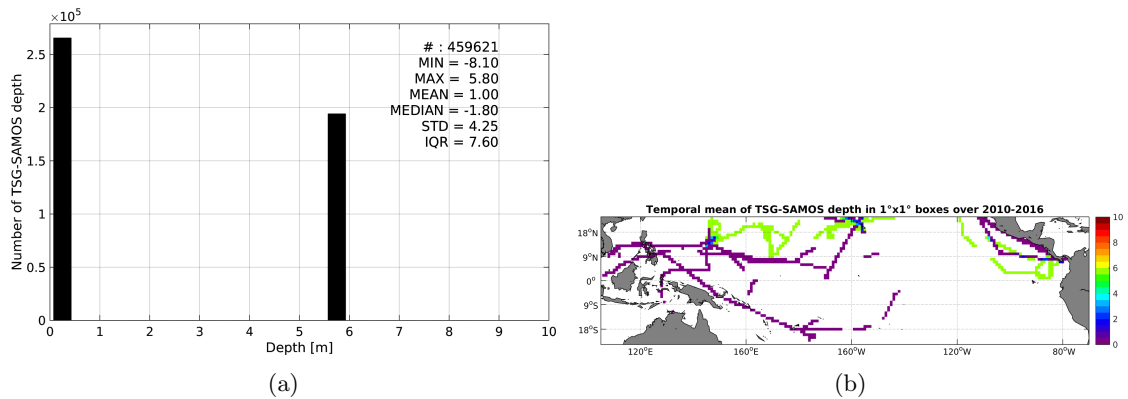 ×10⁵
2.5
2
1.5
1
0.5
0
Number of TSG-SAMOS depth
# : 459621
MIN = -8.10
MAX = 5.80
MEAN = 1.00
MEDIAN = -1.80
STD = 4.25
IQR = 7.60
0 1 2 3 4 5 6 7 8 9 10
Depth [m]
(a)
Temporal mean of TSG-SAMOS depth in 1°x1° boxes over 2010-2016
18°N
9°N
0°
9°S
18°S
120°E 160°E 160°W 120°W 80°W
10
8
6
4
2
0
(b)